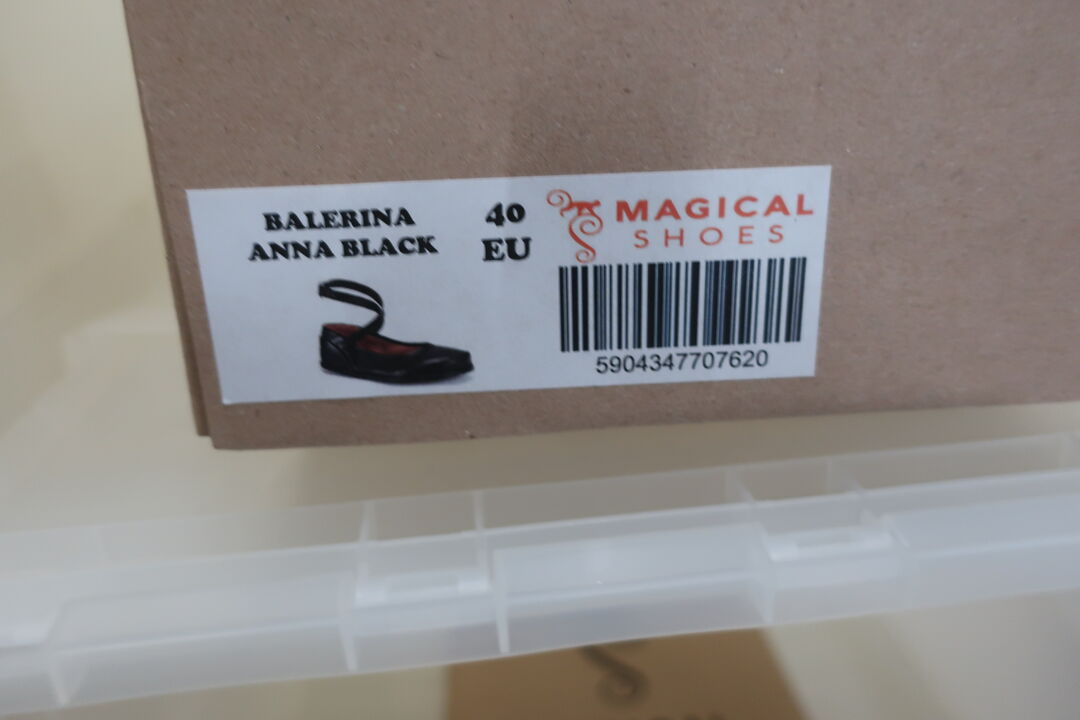 BALERINA
ANNA BLACK
40
EU
MAGICAL
SHOES
5904347707620